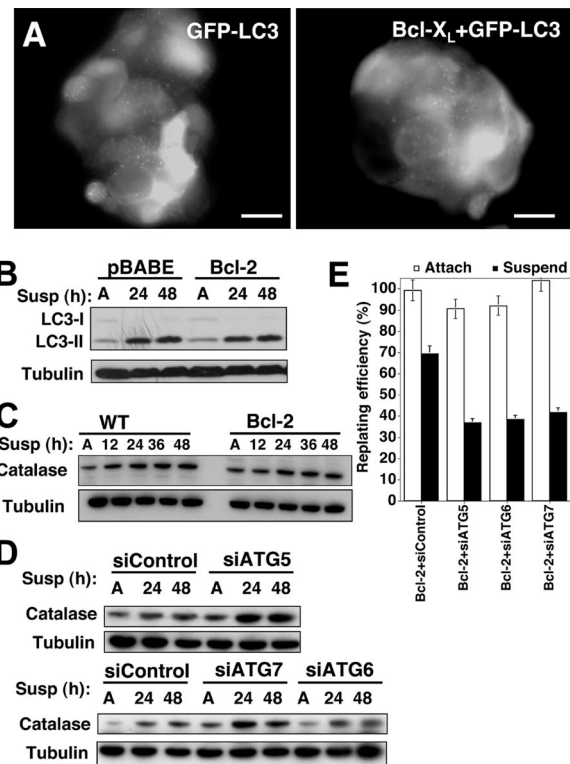 A
GFP-LC3
Bcl-XL+GFP-LC3
B
pBABE Bcl-2
Susp (h): A 24 48 A 24 48
LC3-I
LC3-II
Tubulin
C
WT Bcl-2
Susp (h): A 12 24 36 48 A 12 24 36 48
Catalase
Tubulin
D
siControl siATG5
Susp (h): A 24 48 A 24 48
Catalase
Tubulin
siControl siATG7 siATG6
Susp (h): A 24 48 A 24 48 A 24 48
Catalase
Tubulin
E
Attach Suspend
Replating efficiency (%)
100
90
80
70
60
50
40
30
20
10
0
Bcl-2+siControl
Bcl-2+siATG5
Bcl-2+siATG6
Bcl-2+siATG7